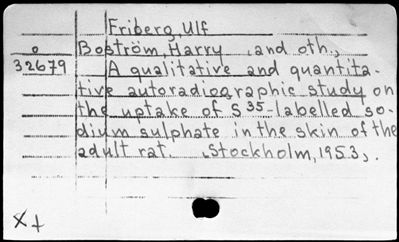 Friberg, Ulf
o Boström, Harry and oth.,
32679 A qualitative and quantita-
tive autoradiographic study on
the uptake of S35-labelled so-
dium sulphate in the skin of the
adult rat. Stockholm, 1953.
X+